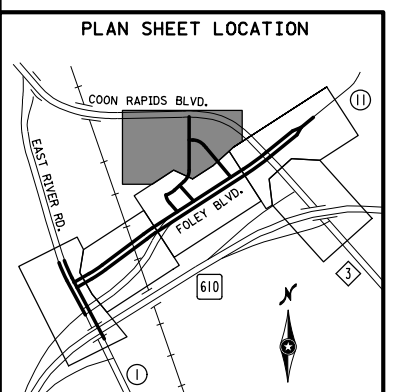 PLAN SHEET LOCATION
COON RAPIDS BLVD.
11
EAST RIVER RD.
FOLEY BLVD.
610
3
N
1